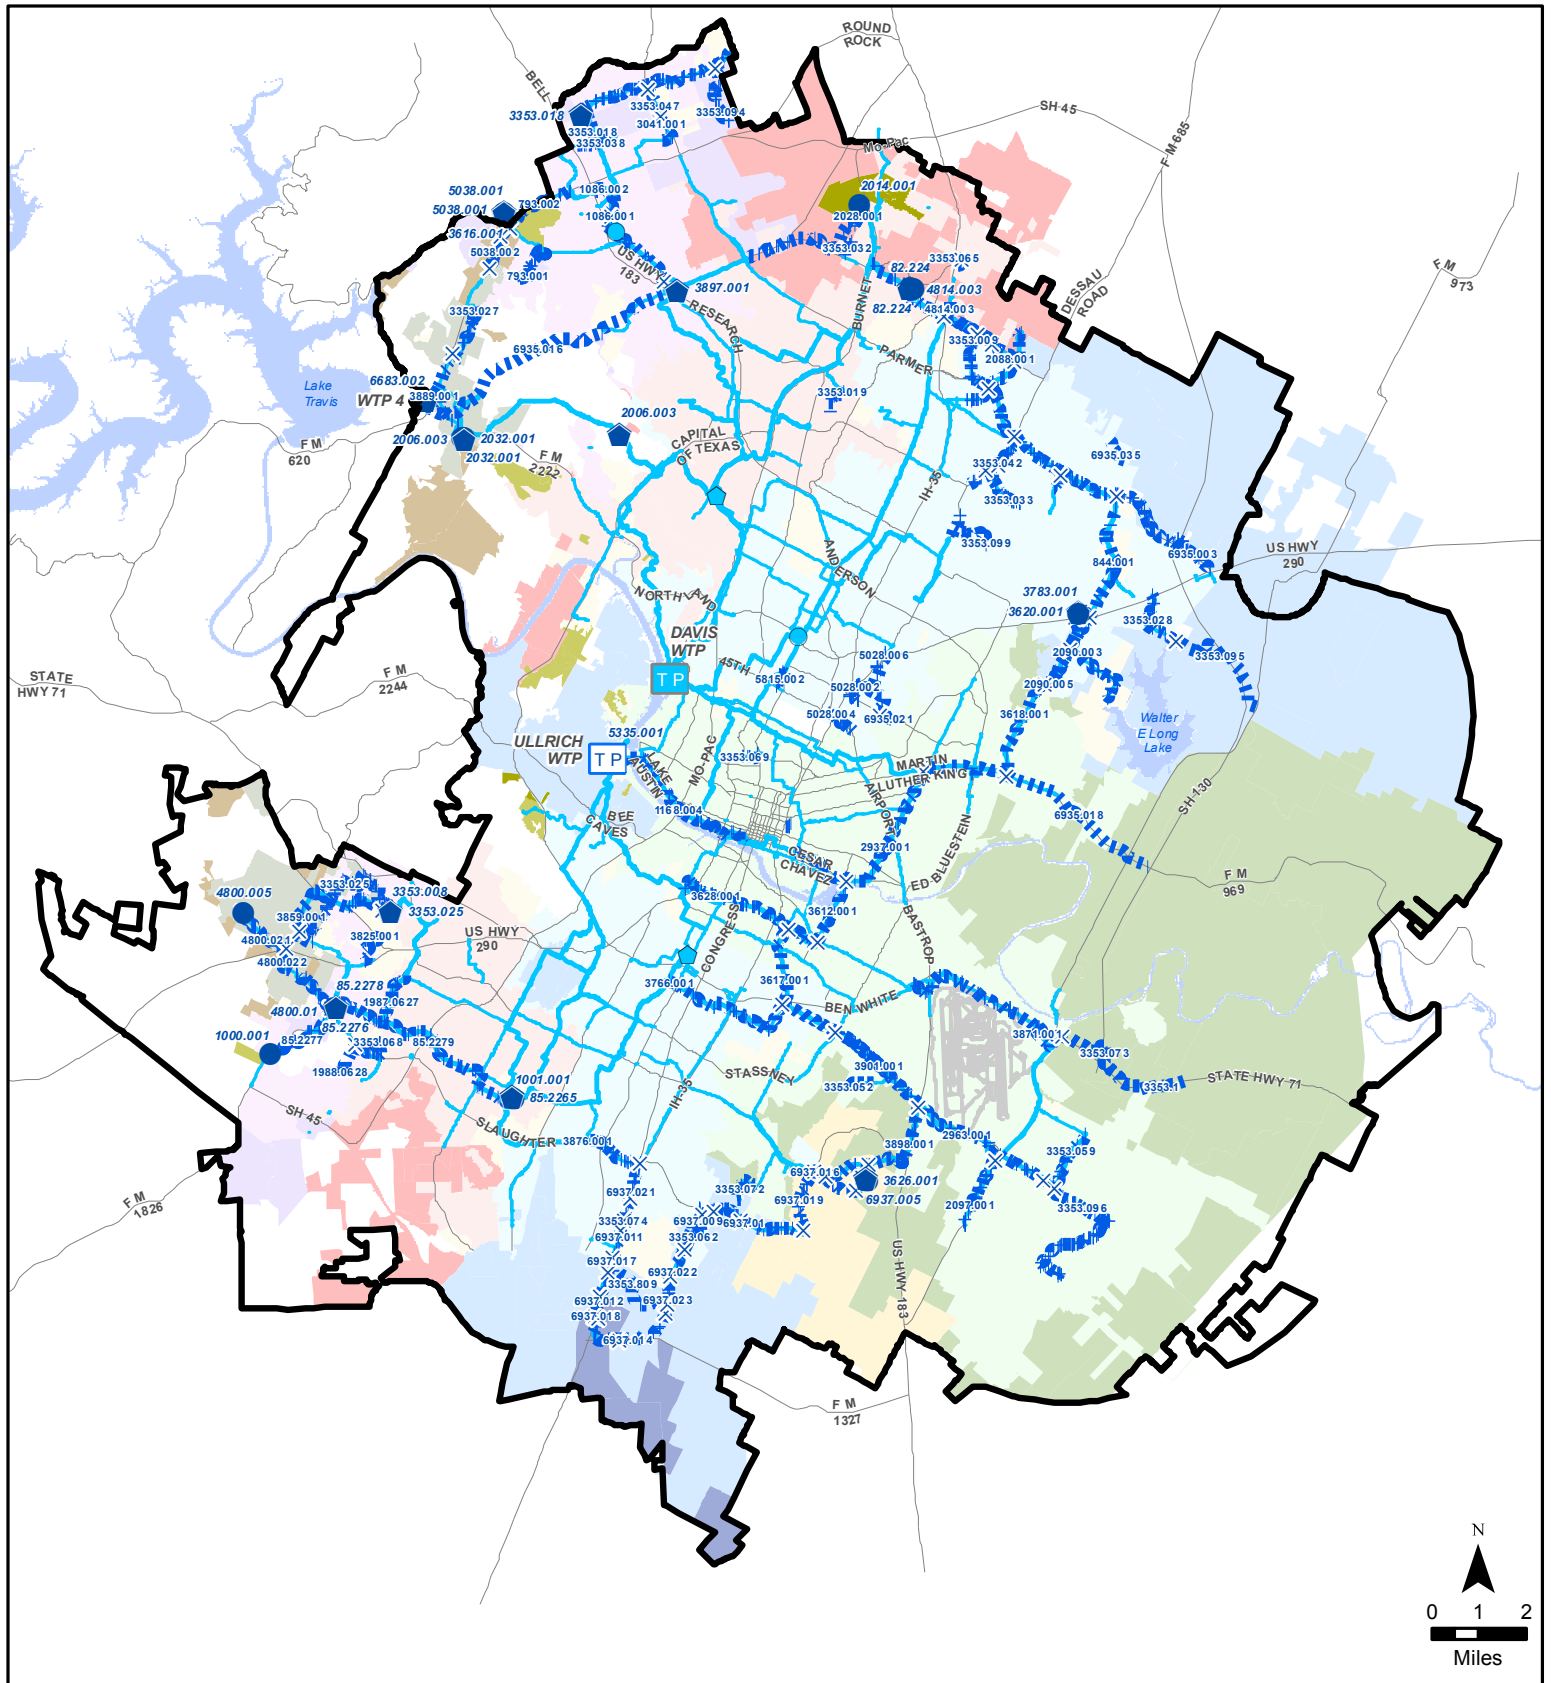 ROUND
ROCK
BELL
SH 45
3353.018
3353.047
3353.094
3353.018
3041.001
3353.038
Mo-Pac
F M 685
5038.001
1086.002
2014.001
5038.001
793.002
1086.001
2028.001
3616.001
5038.002
US HWY
183
3353.032
3353.065
793.001
82.224
F M
973
3897.001
4814.003
DESSAU
ROAD
3353.027
RESEARCH
BURNET
82.224
4814.003
3353.009
6935.016
PARMER
2088.001
6683.002
Lake
Travis
WTP 4
3889.001
3353.019
2006.003
F M
620
2006.003
2032.001
2032.001
CAPITAL
OF TEXAS
F M
2222
6935.035
3353.042
IH-35
3353.033
3353.099
ANDERSON
6935.003
US HWY
290
844.001
NORTHLAND
3783.001
3620.001
3353.028
DAVIS
WTP
45TH
5028.006
2090.003
3353.095
STATE
HWY 71
F M
2244
T P
5815.002
5028.002
2090.005
5028.004
6935.021
3618.001
Walter
E Long
Lake
5335.001
ULLRICH
WTP
T P
LAKE
AUSTIN
MO-PAC
3353.069
MARTIN
LUTHER KING
SH-130
1168.004
AIRPORT
6935.018
BEE
CAVES
2937.001
ED BLUESTEIN
CESAR
CHAVEZ
F M
969
3353.025
3353.008
4800.005
3353.025
3628.001
3859.001
3612.001
BASTROP
4800.021
3825.001
US HWY
290
CONGRESS
4800.022
85.2278
3617.001
3766.001
1987.0627
BEN WHITE
4800.01
85.2276
1000.001
85.2277
3353.068
85.2279
3871.001
3353.073
1988.0628
STASSNEY
3901.001
3353.052
1001.001
85.2265
IH-35
3353.1
STATE HWY 71
SH 45
SLAUGHTER
3876.001
2963.001
3898.001
3353.059
F M
1826
6937.016
3626.001
6937.021
3353.072
6937.019
6937.005
2097.001
3353.096
3353.074
6937.009
6937.01
6937.011
3353.062
6937.017
6937.022
US HWY 183
3353.809
6937.012
6937.023
6937.018
6937.014
F M
1327
N
0 1 2
Miles